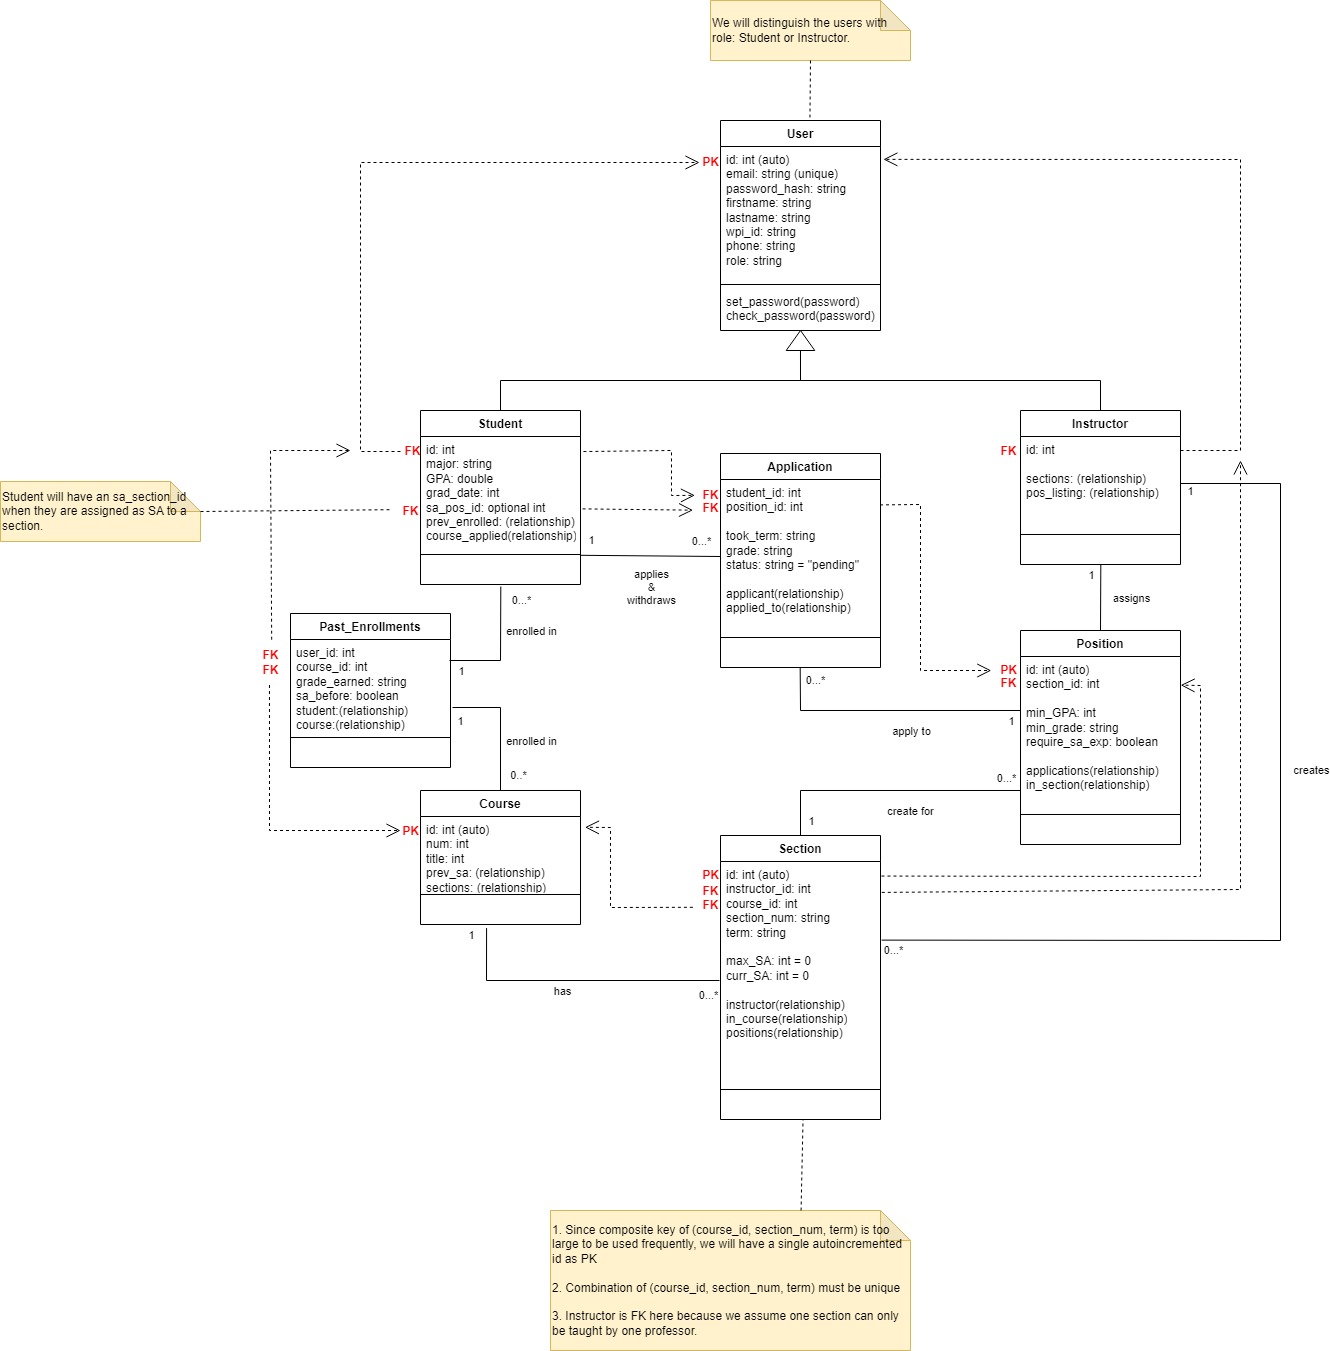 We will distinguish the users with
role: Student or Instructor.
User
PK
id: int (auto)
email: string (unique)
password_hash: string
firstname: string
lastname: string
wpi_id: string
phone: string
role: string
set_password(password)
check_password(password)
Student
FK
id: int
major: string
GPA: double
grad_date: int
FK
sa_pos_id: optional int
prev_enrolled: (relationship)
course_applied(relationship)
Student will have an sa_section_id
when they are assigned as SA to a
section.
1
0...*
applies
&
withdraws
Application
FK
student_id: int
FK
position_id: int
took_term: string
grade: string
status: string = "pending"
applicant(relationship)
applied_to(relationship)
Instructor
FK
id: int
sections: (relationship)
pos_listing: (relationship)
1
1
assigns
0...*
enrolled in
1
Past_Enrollments
FK
user_id: int
FK
course_id: int
grade_earned: string
sa_before: boolean
student:(relationship)
course:(relationship)
1
enrolled in
0..*
Position
PK
id: int (auto)
FK
section_id: int
min_GPA: int
min_grade: string
require_sa_exp: boolean
applications(relationship)
in_section(relationship)
0...*
apply to
1
0...*
create for
1
creates
Course
PK
id: int (auto)
num: int
title: int
prev_sa: (relationship)
sections: (relationship)
1
has
0...*
Section
PK
id: int (auto)
FK
instructor_id: int
FK
course_id: int
section_num: string
term: string
max_SA: int = 0
curr_SA: int = 0
instructor(relationship)
in_course(relationship)
positions(relationship)
0...*
1. Since composite key of (course_id, section_num, term) is too
large to be used frequently, we will have a single autoincremented
id as PK
2. Combination of (course_id, section_num, term) must be unique
3. Instructor is FK here because we assume one section can only
be taught by one professor.